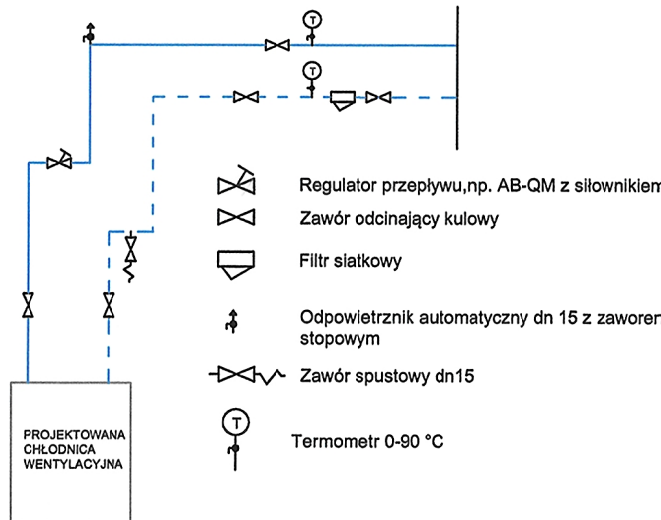 T
T
Regulator przepływu,np. AB-QM z siłownikiem
Zawór odcinający kulowy
Filtr siatkowy
Odpowietrznik automatyczny dn 15 z
stopowym
Zawór spustowy dn15
T
Termometr 0-90 °C
PROJEKTOWANA
CHŁODNICA
WENTYLACYJNA